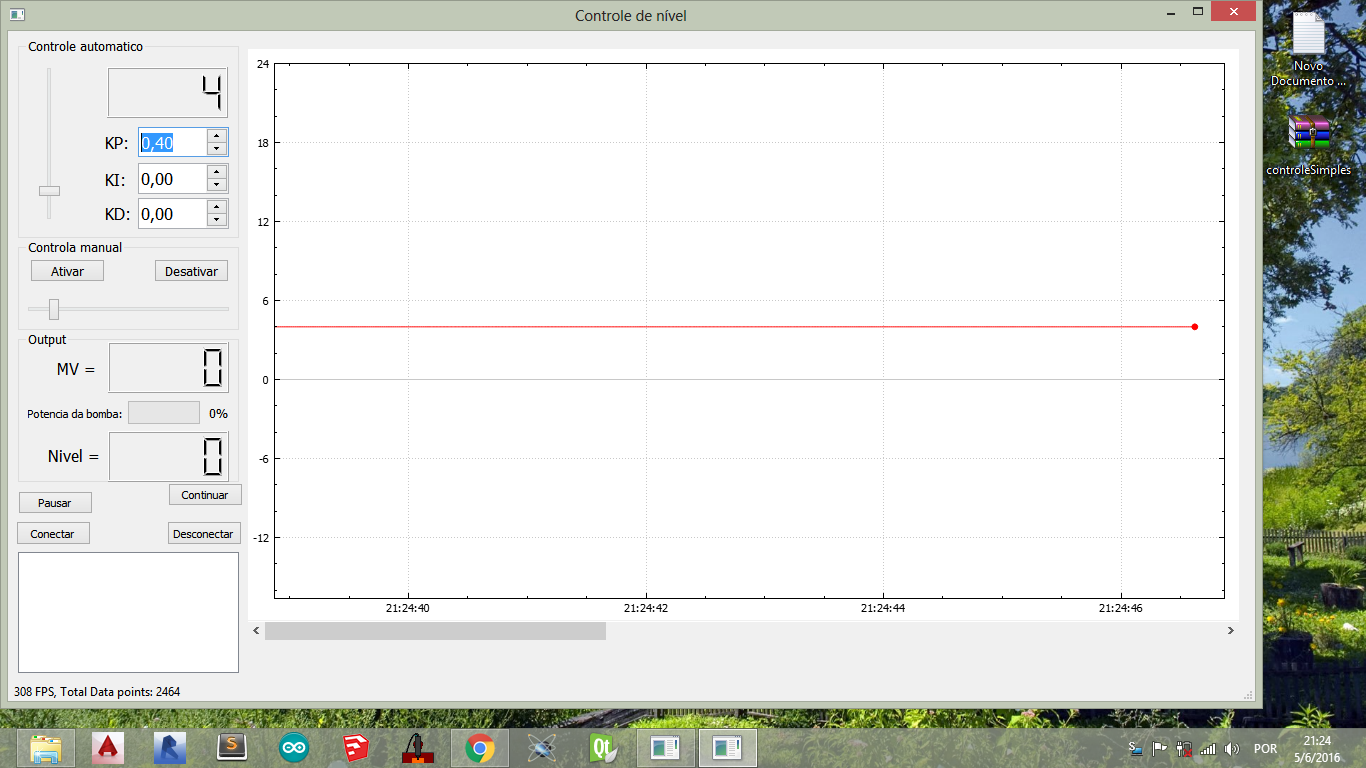 Controle de nível
Controle automatico
4
KP: 0,40
KI: 0,00
KD: 0,00
Controla manual
Ativar Desativar
Output
MV = 0
Potencia da bomba: 0%
Nivel = 0
Continuar
Pausar
Conectar Desconectar
308 FPS, Total Data points: 2464
24
18
12
6
0
-6
-12
21:24:40 21:24:42 21:24:44 21:24:46
Novo
Documento ...
controleSimples
POR
21:24
5/6/2016